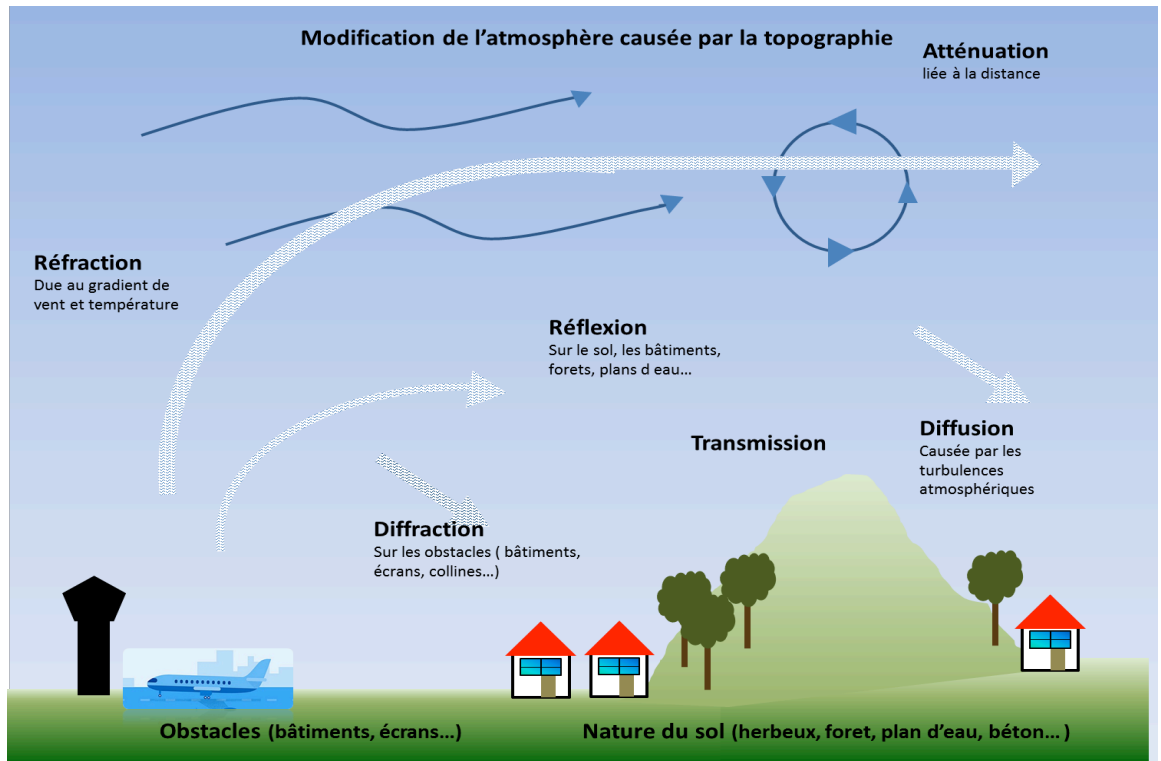 Modification de l'atmosphère causée par la topographie
Atténuation
liée à la distance
Réfraction
Due au gradient de
vent et température
Réflexion
Sur le sol, les bâtiments,
forets, plans d eau...
Transmission
Diffusion
Causée par les
turbulences
atmosphériques
Diffraction
Sur les obstacles ( bâtiments,
écrans, collines...)
Obstacles (bâtiments, écrans...)
Nature du sol (herbeux, foret, plan d'eau, béton... )